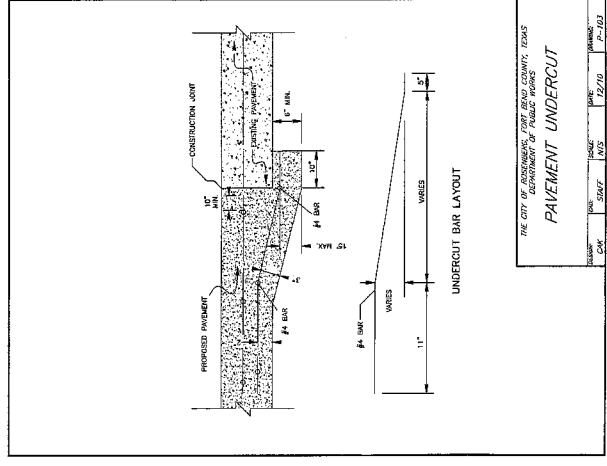 CONSTRUCTION JOINT
PROPOSED PAVEMENT
10"
MIN.
EXISTING PAVEMENT
6" MIN.
10"
#4 BAR
15" MAX.
3"
#4 BAR
#4 BAR
VARIES
11"
VARIES
5"
UNDERCUT BAR LAYOUT
THE CITY OF ROSENBERG, FORT BEND COUNTY, TEXAS
DEPARTMENT OF PUBLIC WORKS
PAVEMENT UNDERCUT
DESIGN: CAK
CAD: STAFF
SCALE: NTS
DATE: 12/10
DRAWING: P-103